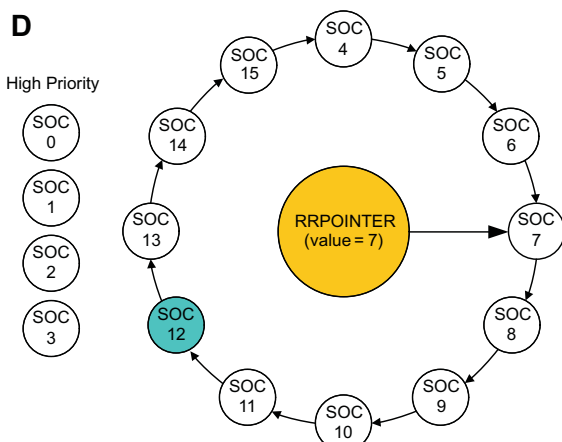 D
High Priority
SOC
0
SOC
1
SOC
2
SOC
3
SOC
4
SOC
5
SOC
6
SOC
7
SOC
8
SOC
9
SOC
10
SOC
11
SOC
12
SOC
13
SOC
14
SOC
15
RRPOINTER
(value = 7)